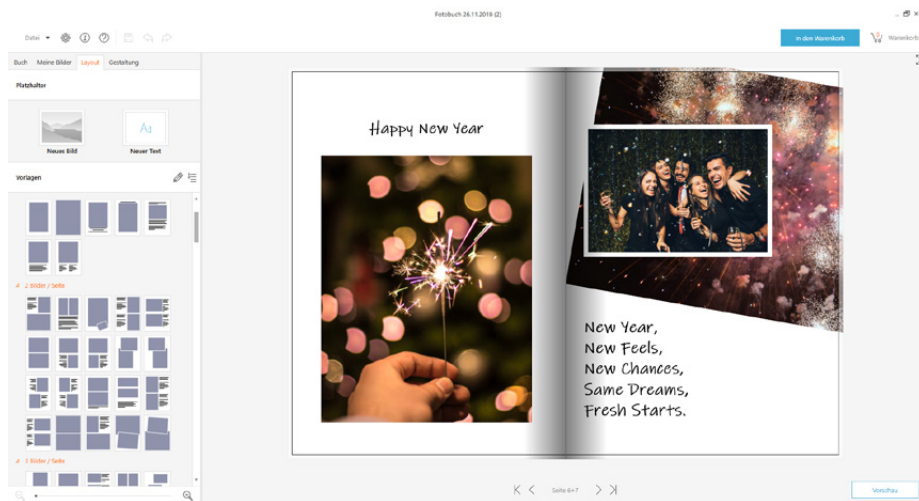 Fotobuch 26.11.2019 (2)
Datei
In den Warenkorb
Warenkorb
Buch Meine Bilder Layout Gestaltung
Platzhalter
Neues Bild Neuer Text
Vorlagen
2 Bilder / Seite
3 Bilder / Seite
Happy New Year
New Year,
New Feels,
New Chances,
Same Dreams,
Fresh Starts.
Seite 6+7
Vorschau